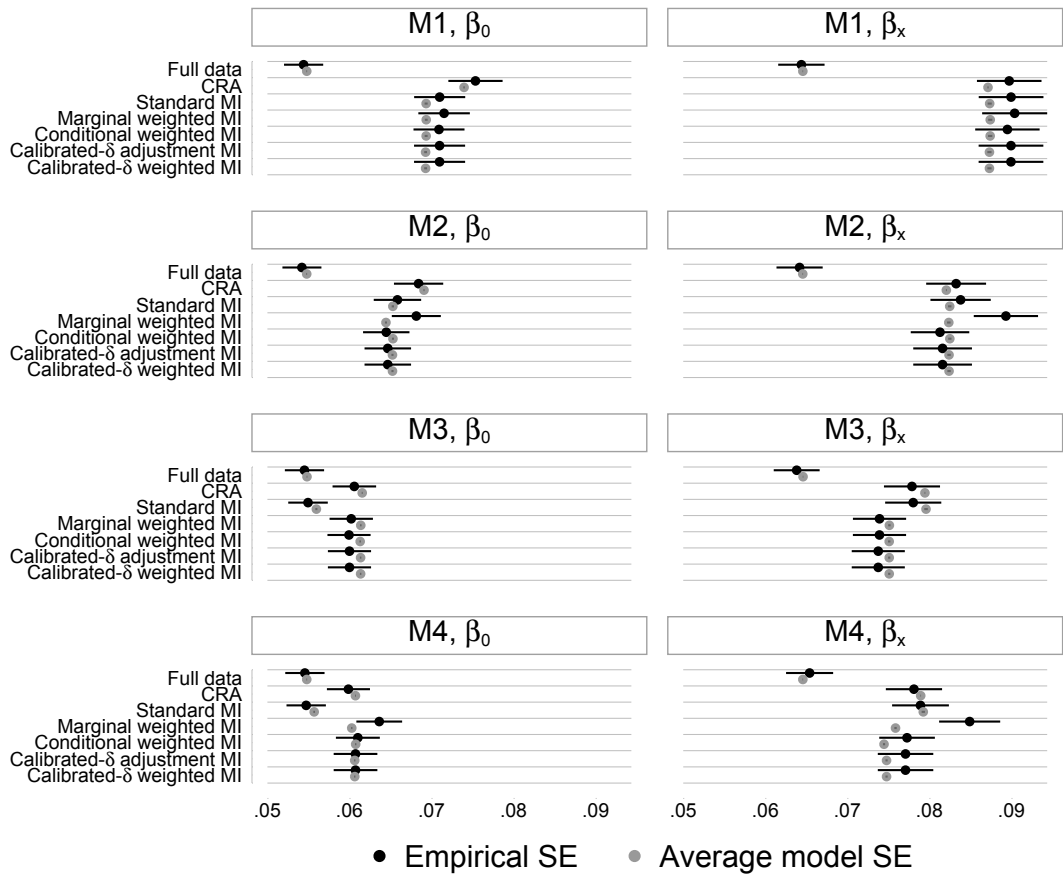 M1, β₀ M1, βₓ
Full data
CRA
Standard MI
Marginal weighted MI
Conditional weighted MI
Calibrated-δ adjustment MI
Calibrated-δ weighted MI
M2, β₀ M2, βₓ
Full data
CRA
Standard MI
Marginal weighted MI
Conditional weighted MI
Calibrated-δ adjustment MI
Calibrated-δ weighted MI
M3, β₀ M3, βₓ
Full data
CRA
Standard MI
Marginal weighted MI
Conditional weighted MI
Calibrated-δ adjustment MI
Calibrated-δ weighted MI
M4, β₀ M4, βₓ
Full data
CRA
Standard MI
Marginal weighted MI
Conditional weighted MI
Calibrated-δ adjustment MI
Calibrated-δ weighted MI
.05 .06 .07 .08 .09 .05 .06 .07 .08 .09
Empirical SE Average model SE